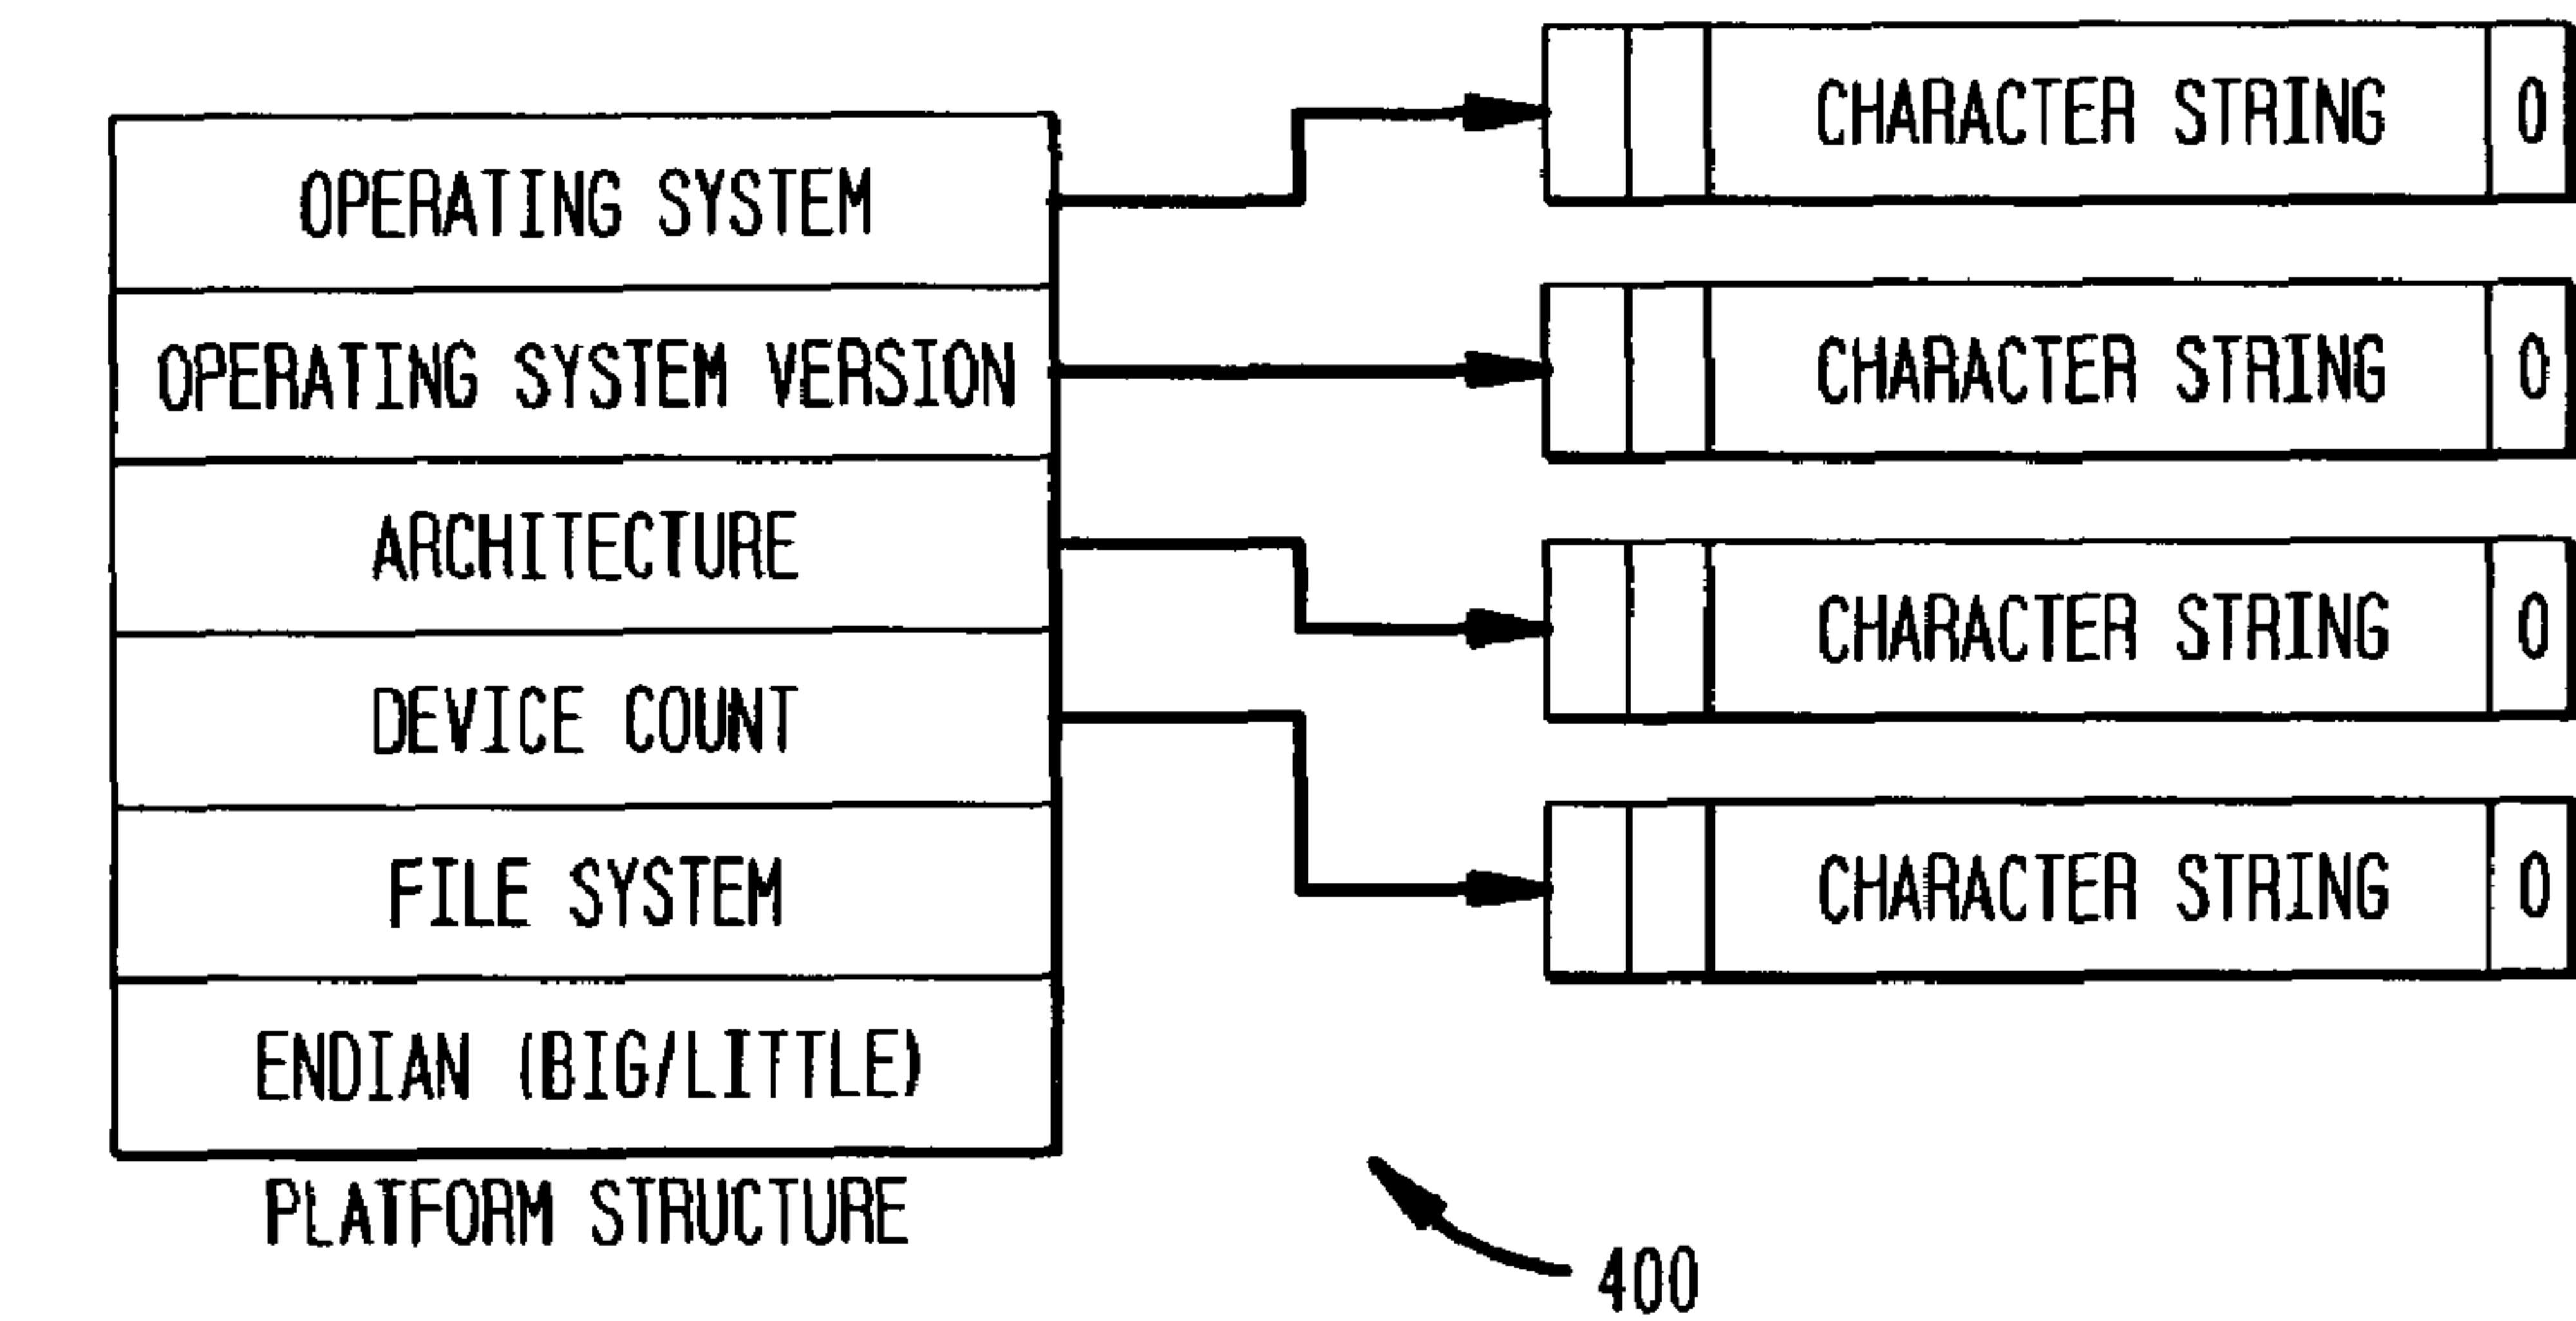 OPERATING SYSTEM
OPERATING SYSTEM VERSION
ARCHITECTURE
DEVICE COUNT
FILE SYSTEM
ENDIAN (BIG/LITTLE)
PLATFORM STRUCTURE
CHARACTER STRING 0
CHARACTER STRING 0
CHARACTER STRING 0
CHARACTER STRING 0
400